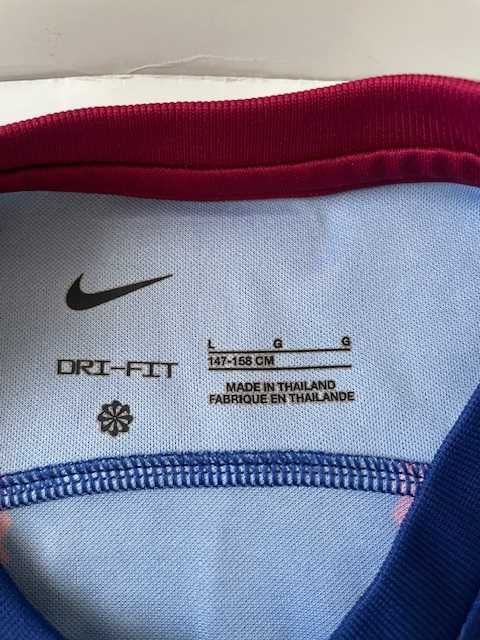 L G G
147-158 CM
DRI-FIT
MADE IN THAILAND
FABRIQUE EN THAILANDE